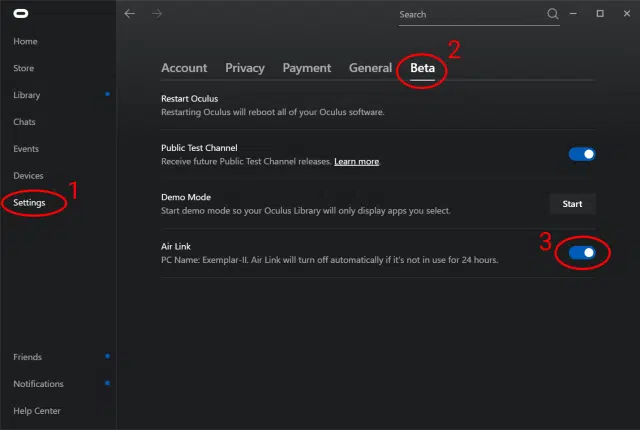 Search
Home
Store
Library
Chats
Events
Devices
Settings
1
Friends
Notifications
Help Center
Account Privacy Payment General Beta
2
Restart Oculus
Restarting Oculus will reboot all of your Oculus software.
Public Test Channel
Receive future Public Test Channel releases. Learn more.
Demo Mode
Start demo mode so your Oculus Library will only display apps you select.
Start
Air Link
PC Name: Exemplar-II. Air Link will turn off automatically if it's not in use for 24 hours.
3